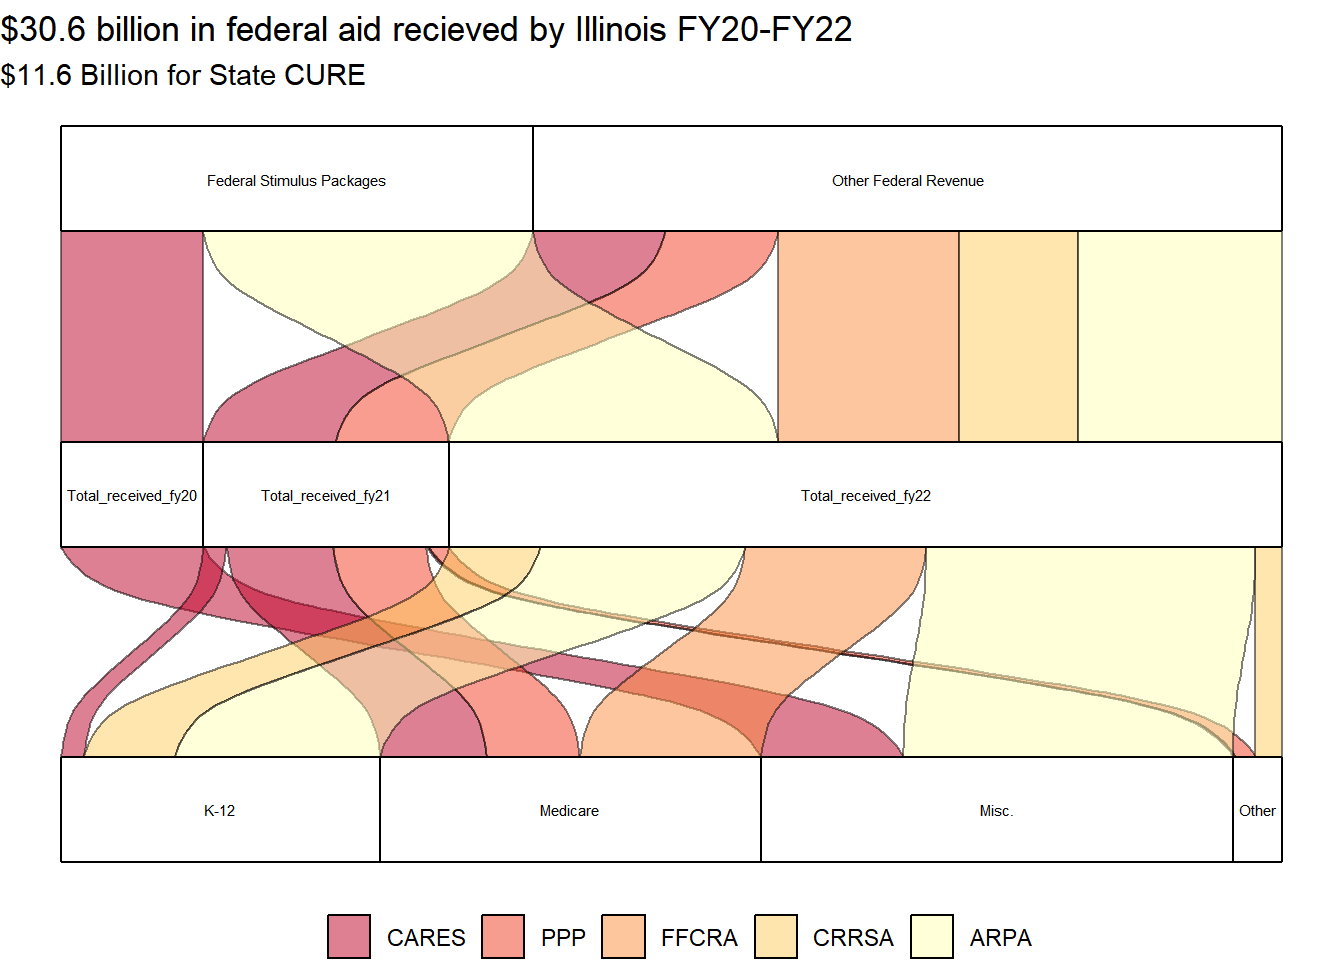 $30.6 billion in federal aid recieved by Illinois FY20-FY22
$11.6 Billion for State CURE
Federal Stimulus Packages
Other Federal Revenue
Total_received_fy20
Total_received_fy21
Total_received_fy22
K-12
Medicare
Misc.
Other
CARES
PPP
FFCRA
CRRSA
ARPA